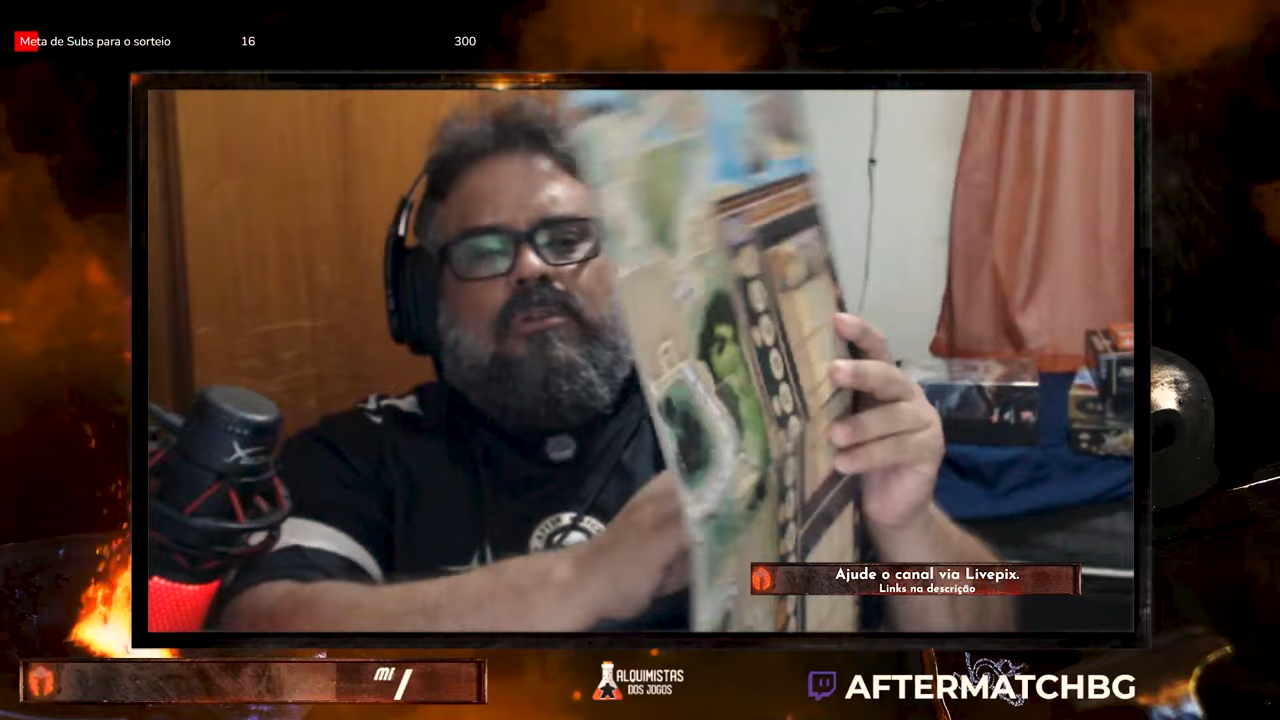 Meta de Subs para o sorteio 16 300
Ajude o canal via Livepix.
Links na descrição
ALQUIMISTAS
DOS JOGOS
AFTERMATCHBG